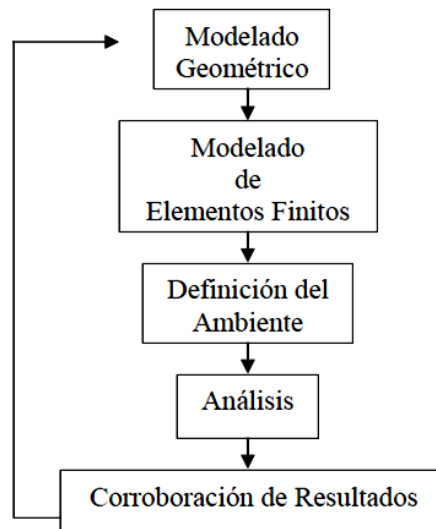 Modelado
Geométrico
Modelado
de
Elementos Finitos
Definición del
Ambiente
Análisis
Corroboración de Resultados